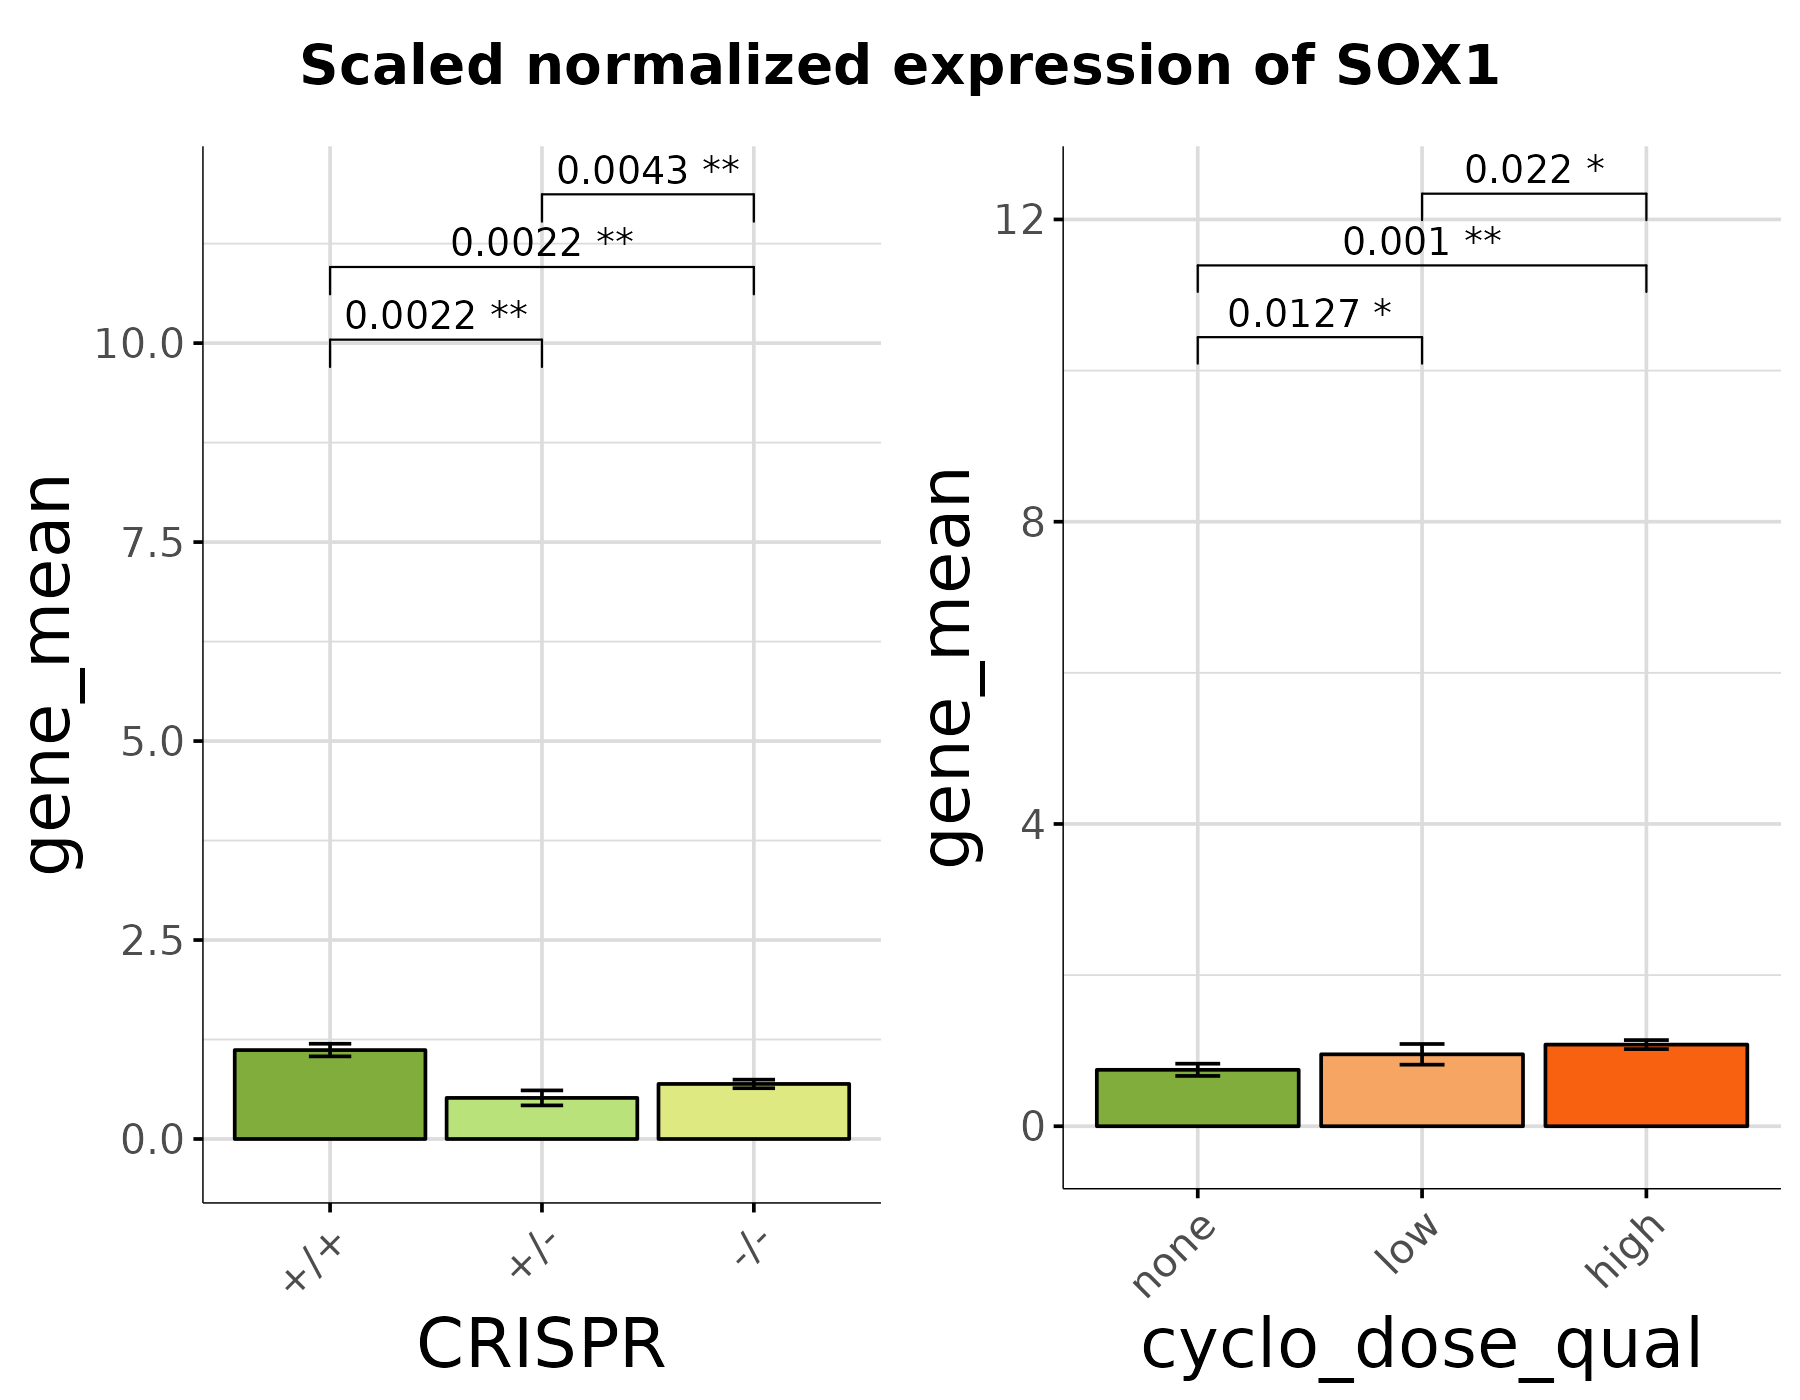 Scaled normalized expression of SOX1
0.0043 **
0.0022 **
0.0022 **
10.0
7.5
5.0
2.5
0.0
gene_mean
+/+
+/-
-/-
CRISPR
0.022 *
0.001 **
0.0127 *
12
8
4
0
gene_mean
none
low
high
cyclo_dose_qual